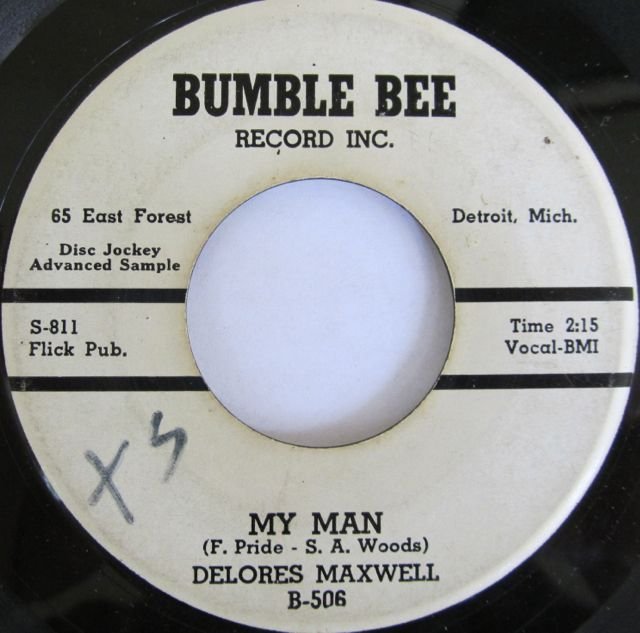 BUMBLE BEE
RECORD INC.
65 East Forest
Detroit, Mich.
Disc Jockey
Advanced Sample
S-811
Flick Pub.
Time 2:15
Vocal-BMI
MY MAN
(F. Pride - S. A. Woods)
DELORES MAXWELL
B-506